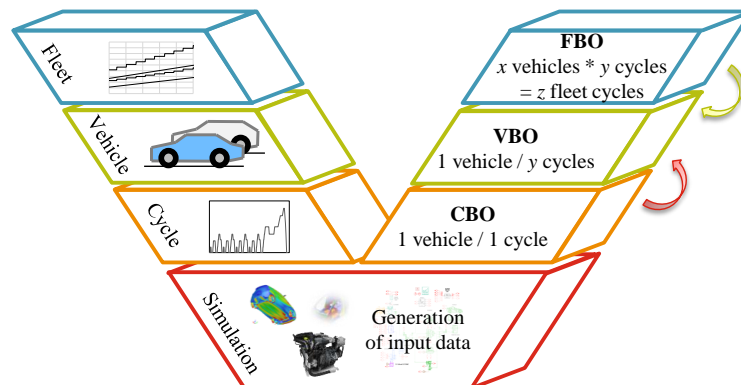 Fleet
FBO
x vehicles * y cycles
= z fleet cycles
Vehicle
VBO
1 vehicle / y cycles
Cycle
CBO
1 vehicle / 1 cycle
Simulation
Generation
of input data